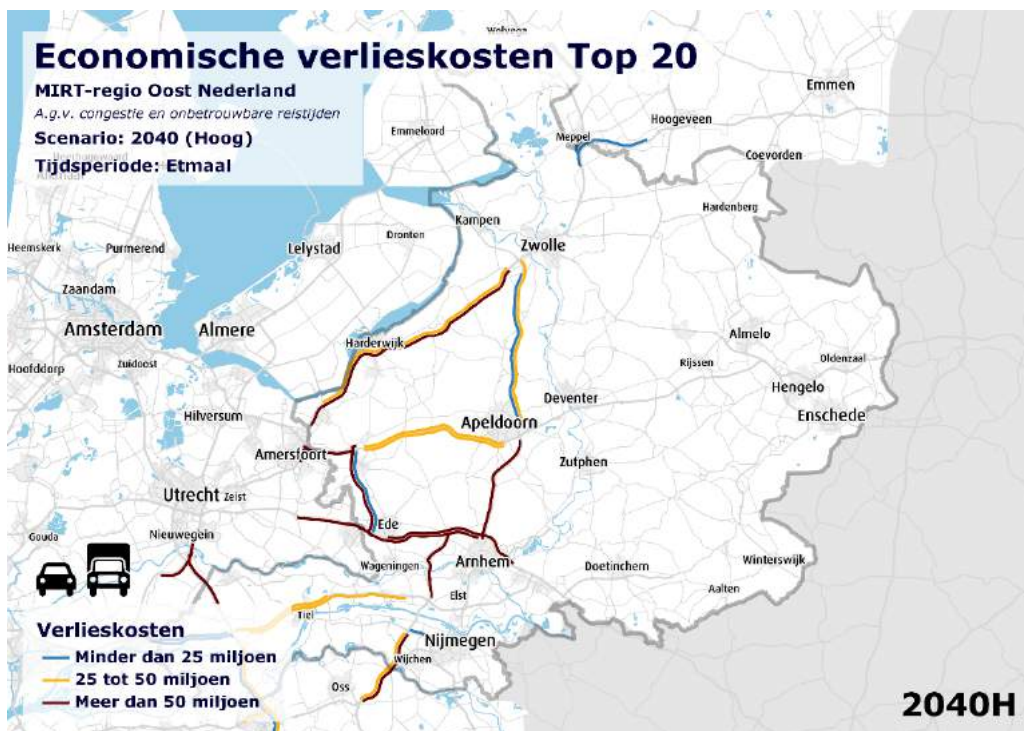 Wolvega
Economische verlieskosten Top 20
MIRT-regio Oost Nederland
A.g.v. congestie en onbetrouwbare reistijden
Scenario: 2040 (Hoog)
Tijdsperiode: Etmaal
Emmen
Hoogeveen
Emmeloord
Meppel
Coevorden
Hardenberg
Kampen
Dronten
Heemskerk
Purmerend
Lelystad
Zwolle
Zaandam
Amsterdam
Almere
Harderwijk
Almelo
Oldenzaal
Zuidoost
Rijssen
Hoofddorp
Hengelo
Deventer
Hilversum
Enschede
Apeldoorn
Amersfoort
Zutphen
Utrecht
Zeist
Ede
Gouda
Nieuwegein
Wageningen
Arnhem
Doetinchem
Winterswijk
Aalten
Elst
Tiel
Verlieskosten
Nijmegen
Minder dan 25 miljoen
Wijchen
25 tot 50 miljoen
Oss
Meer dan 50 miljoen
2040H